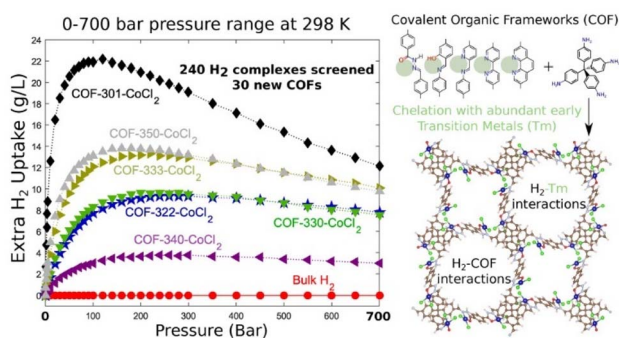 0-700 bar pressure range at 298 K
Extra H2 Uptake (g/L)
24
22
20
18
16
14
12
10
8
6
4
2
0
240 H2 complexes screened
30 new COFs
COF-301-CoCl2
COF-350-CoCl2
COF-333-CoCl2
COF-322-CoCl2
COF-330-CoCl2
COF-340-CoCl2
Bulk H2
0 100 200 300 400 500 600 700
Pressure (Bar)
Covalent Organic Frameworks (COF)
HO
NH2
H2N
NH2
+
Chelation with abundant early
Transition Metals (Tm)
H2-Tm
interactions
H2-COF
interactions